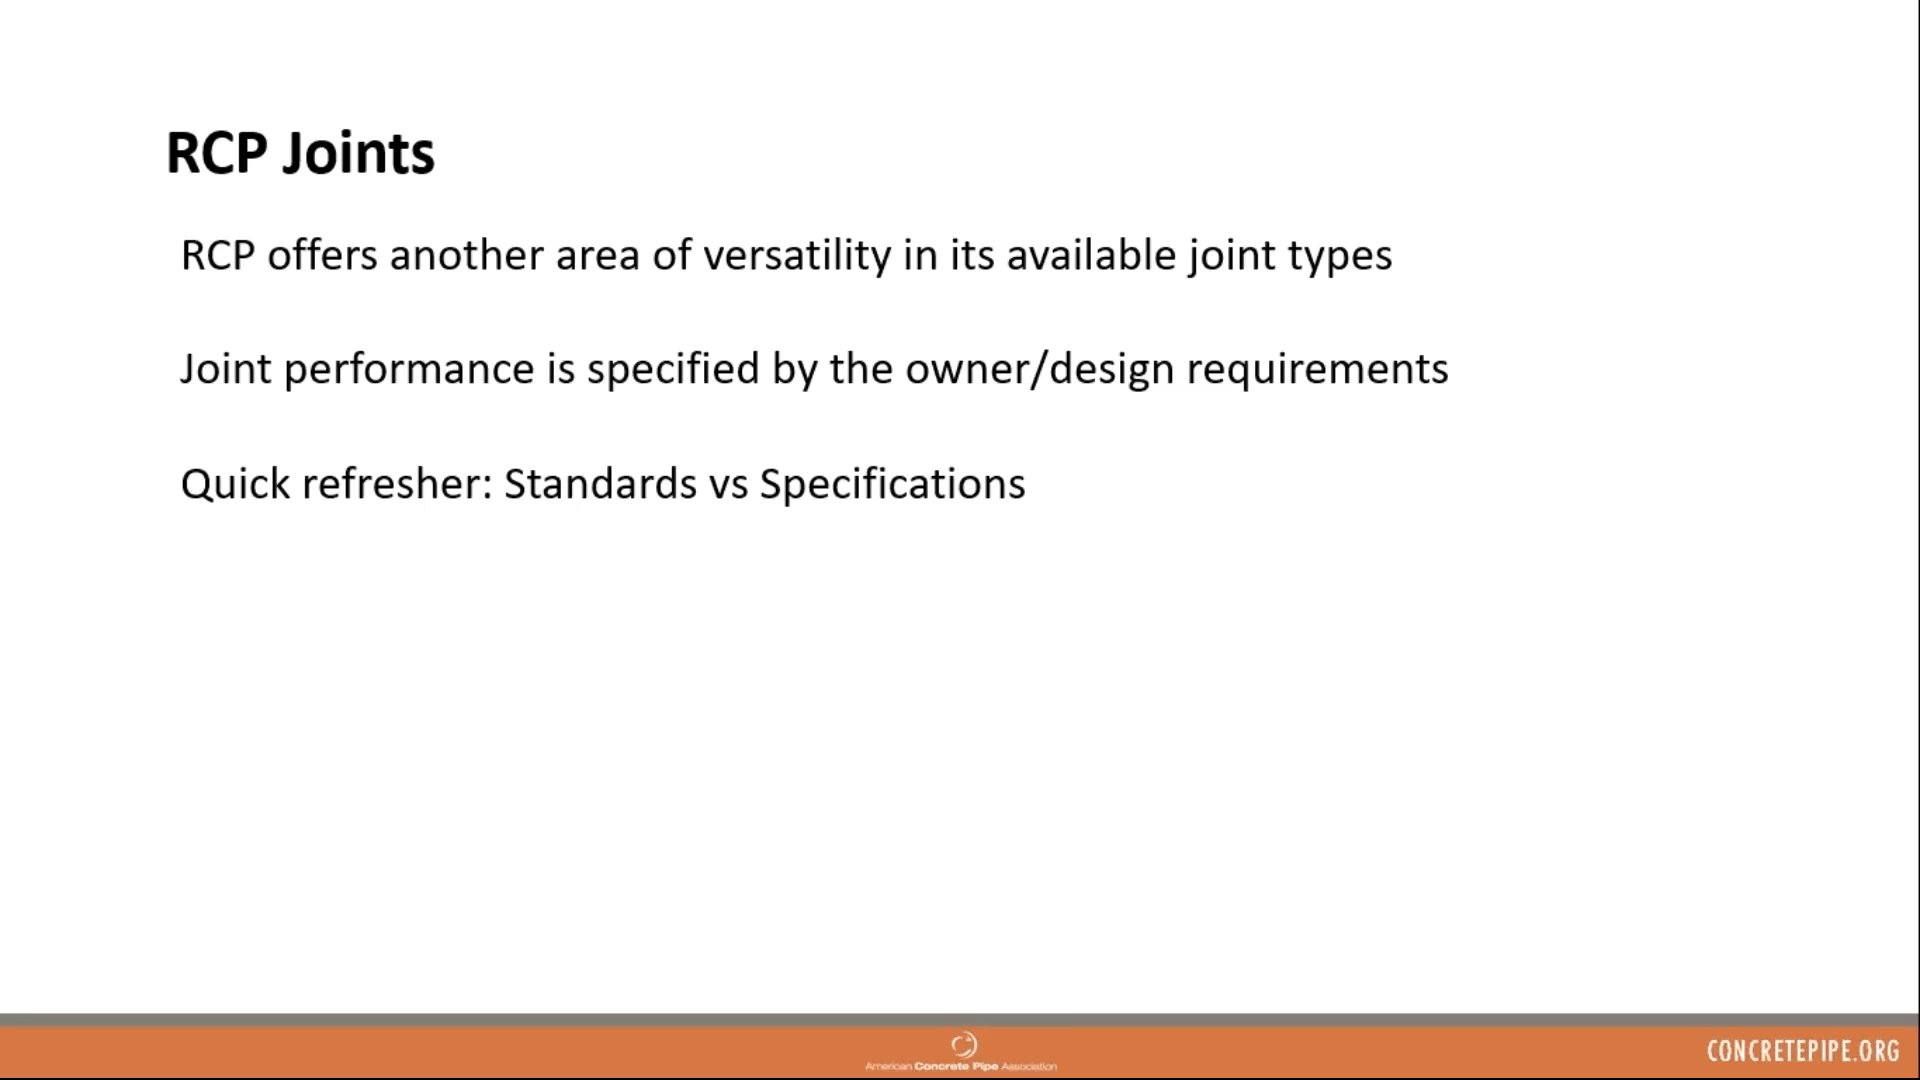 RCP Joints
RCP offers another area of versatility in its available joint types
Joint performance is specified by the owner/design requirements
Quick refresher: Standards vs Specifications
American Concrete Pipe Association
CONCRETEPIPE.ORG